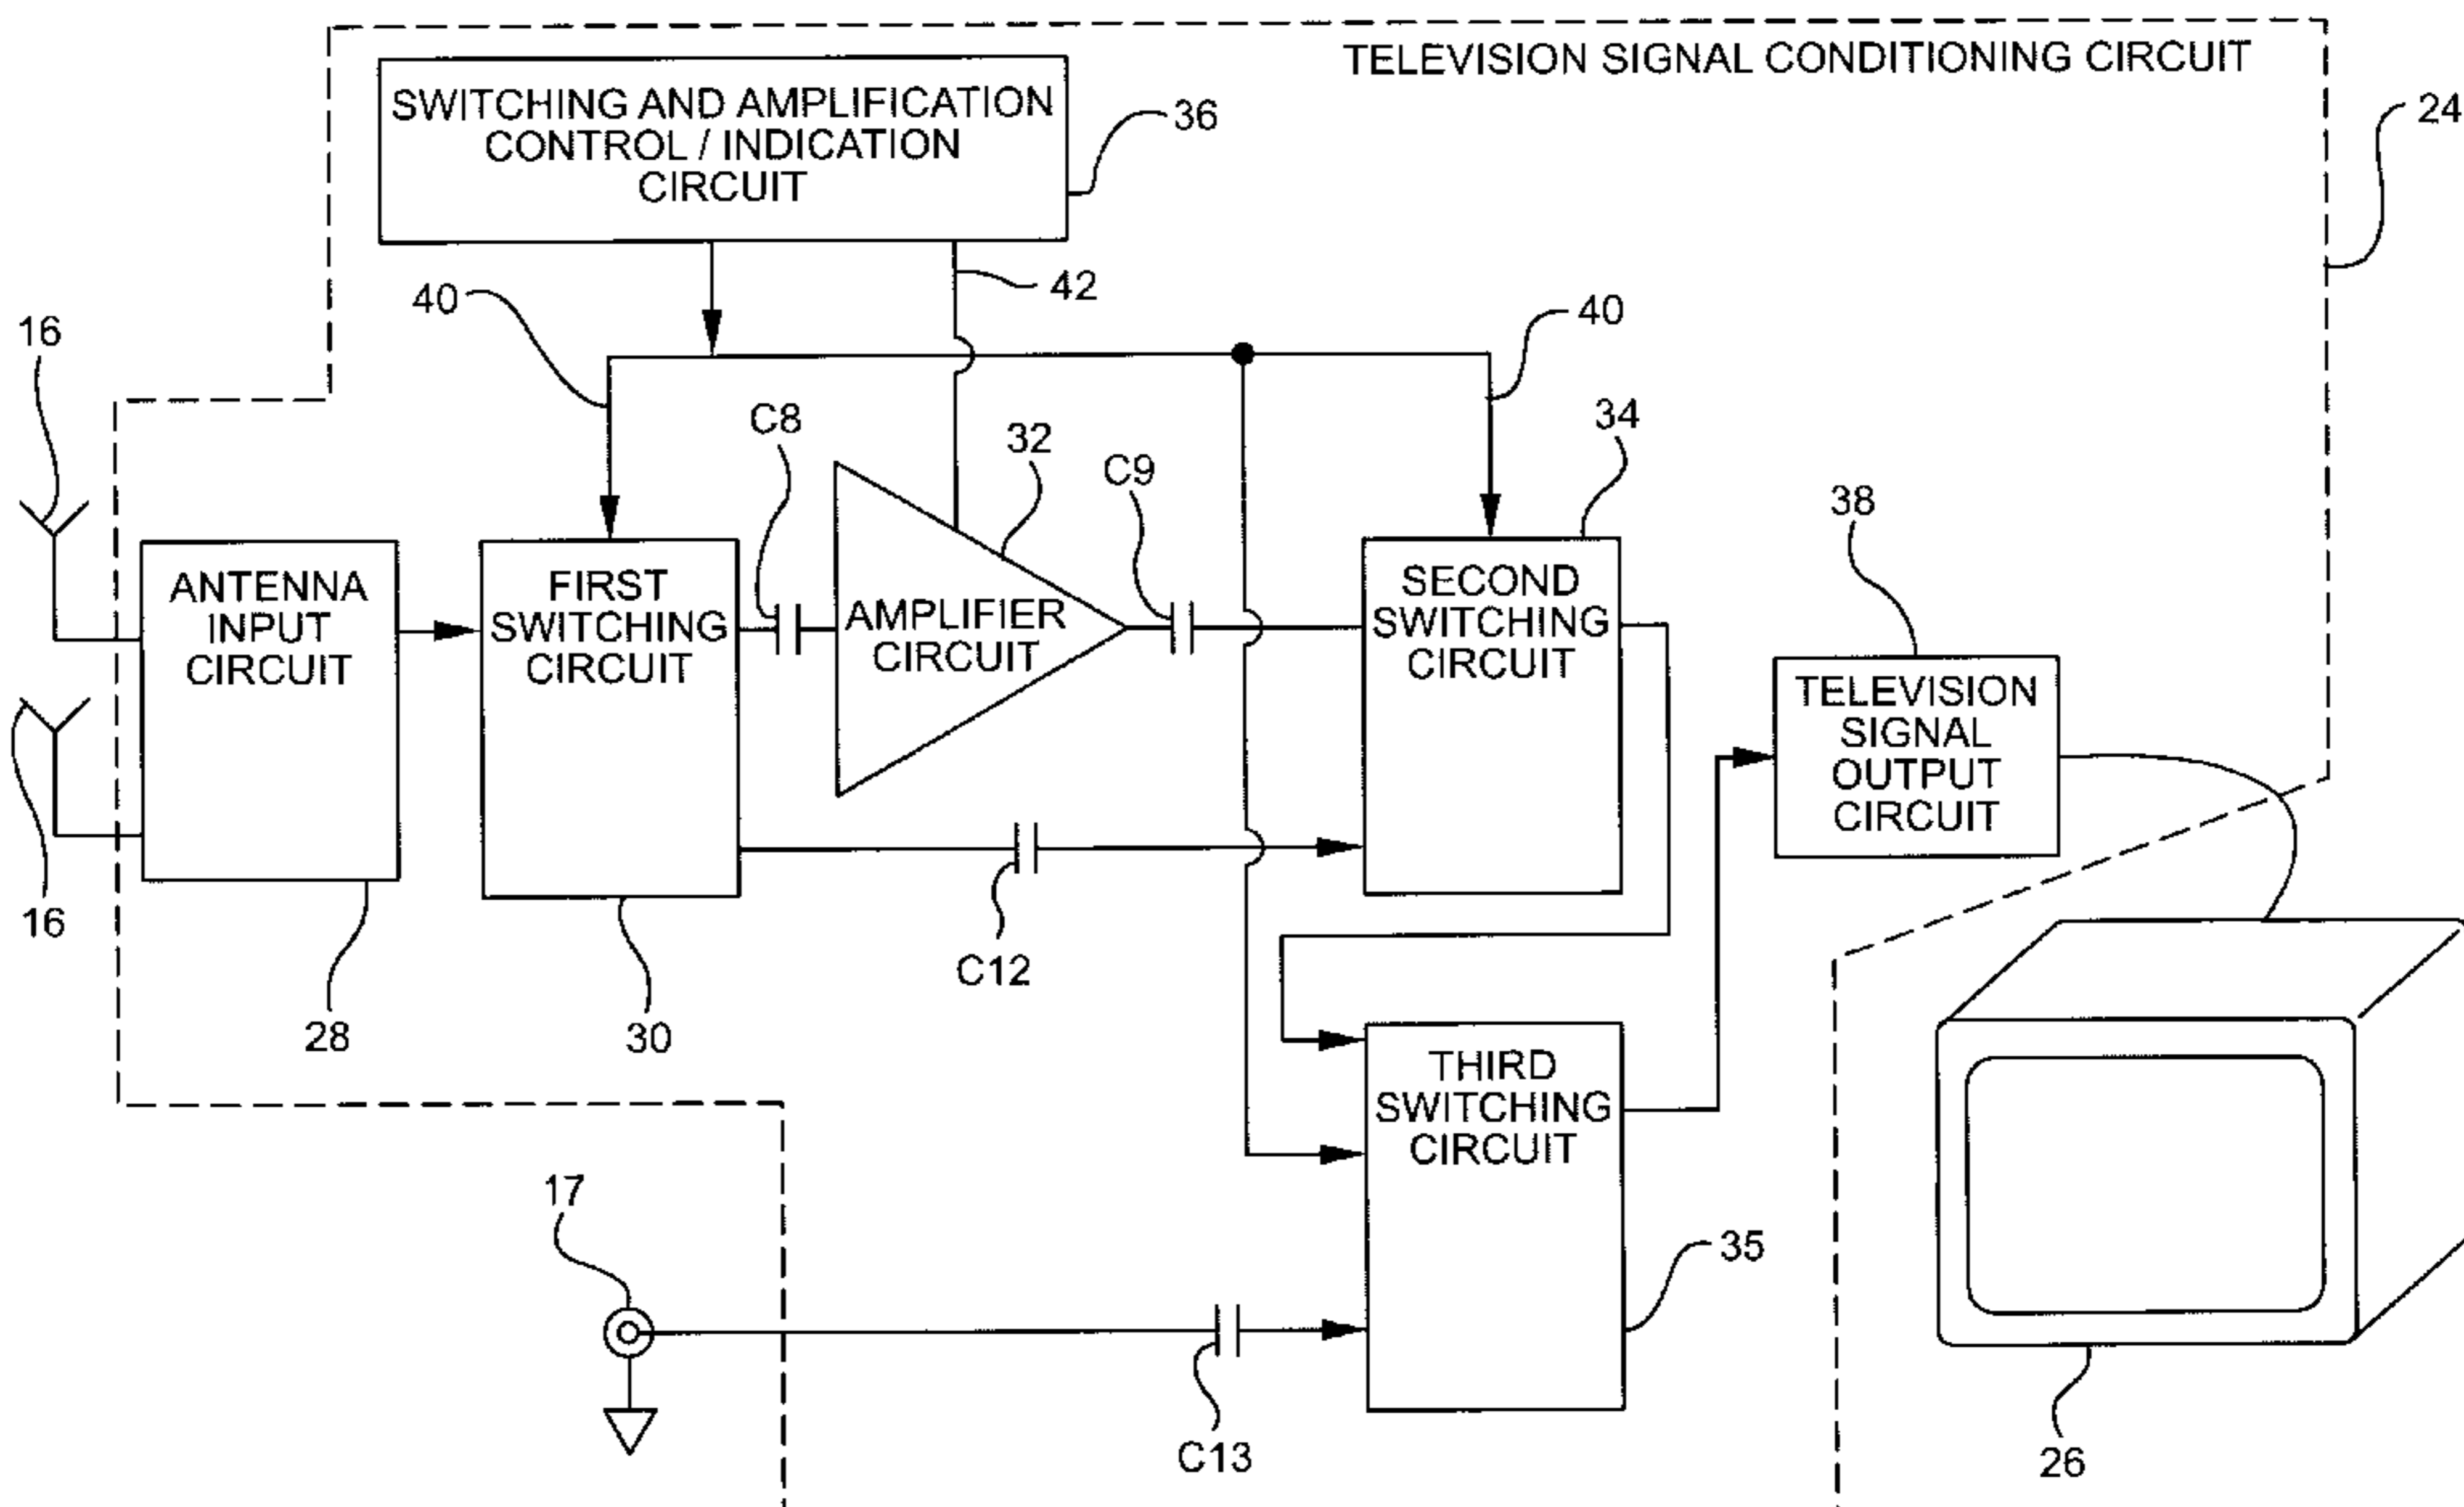 TELEVISION SIGNAL CONDITIONING CIRCUIT
SWITCHING AND AMPLIFICATION
CONTROL / INDICATION
CIRCUIT
36
24
40
42
40
16
C8
32
C9
34
38
ANTENNA
INPUT
CIRCUIT
FIRST
SWITCHING
CIRCUIT
AMPLIFIER
CIRCUIT
SECOND
SWITCHING
CIRCUIT
TELEVISION
SIGNAL
OUTPUT
CIRCUIT
16
28
30
C12
THIRD
SWITCHING
CIRCUIT
17
35
C13
26